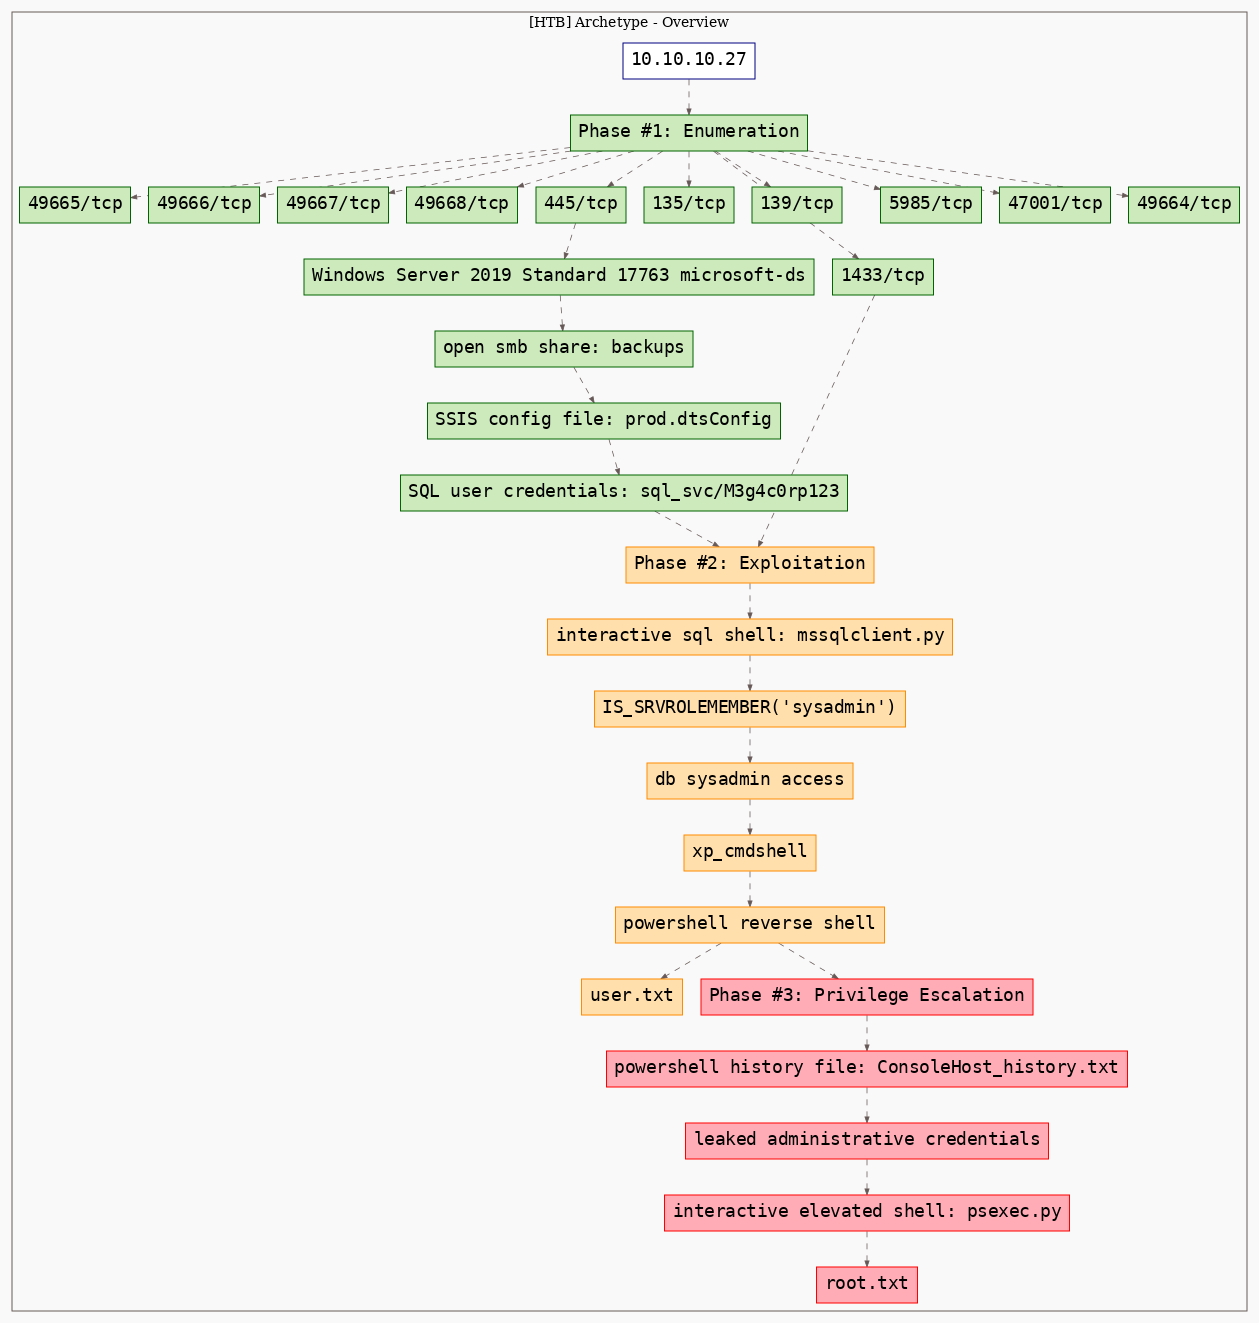 [HTB] Archetype - Overview
10.10.10.27
Phase #1: Enumeration
49665/tcp
49666/tcp
49667/tcp
49668/tcp
445/tcp
135/tcp
139/tcp
5985/tcp
47001/tcp
49664/tcp
Windows Server 2019 Standard 17763 microsoft-ds
1433/tcp
open smb share: backups
SSIS config file: prod.dtsConfig
SQL user credentials: sql_svc/M3g4c0rp123
Phase #2: Exploitation
interactive sql shell: mssqlclient.py
IS_SRVROLEMEMBER('sysadmin')
db sysadmin access
xp_cmdshell
powershell reverse shell
user.txt
Phase #3: Privilege Escalation
powershell history file: ConsoleHost_history.txt
leaked administrative credentials
interactive elevated shell: psexec.py
root.txt